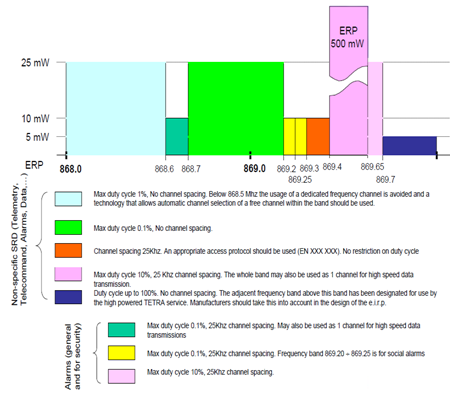 ERP
500 mW
25 mW
10 mW
5 mW
ERP
868.0
868.6
868.7
869.0
869.2
869.25
869.3
869.4
869.65
869.7
Non-specific SRD (Telemetry,
Telecommand, Alarms, Data,...)
Max duty cycle 1%, No channel spacing. Below 868.5 Mhz the usage of a dedicated frequency channel is avoided and a
technology that allows automatic channel selection of a free channel within the band should be used.
Max duty cycle 0.1%, No channel spacing.
Channel spacing 25Khz. An appropriate access protocol should be used (EN XXX XXX). No restriction on duty cycle
Max duty cycle 10%, 25 Khz channel spacing. The whole band may also be used as 1 channel for high speed data
transmission.
Duty cycle up to 100%. No channel spacing. The adjacent frequency band above this band has been designated for use by
the high powered TETRA service. Manufacturers should take this into account in the design of the e.i.r.p.
Alarms (general
and for security)
Max duty cycle 0.1%, 25Khz channel spacing. May also be used as 1 channel for high speed data
transmissions
Max duty cycle 0.1%, 25Khz channel spacing. Frequency band 869.20 – 869.25 is for social alarms
Max duty cycle 10%, 25Khz channel spacing.